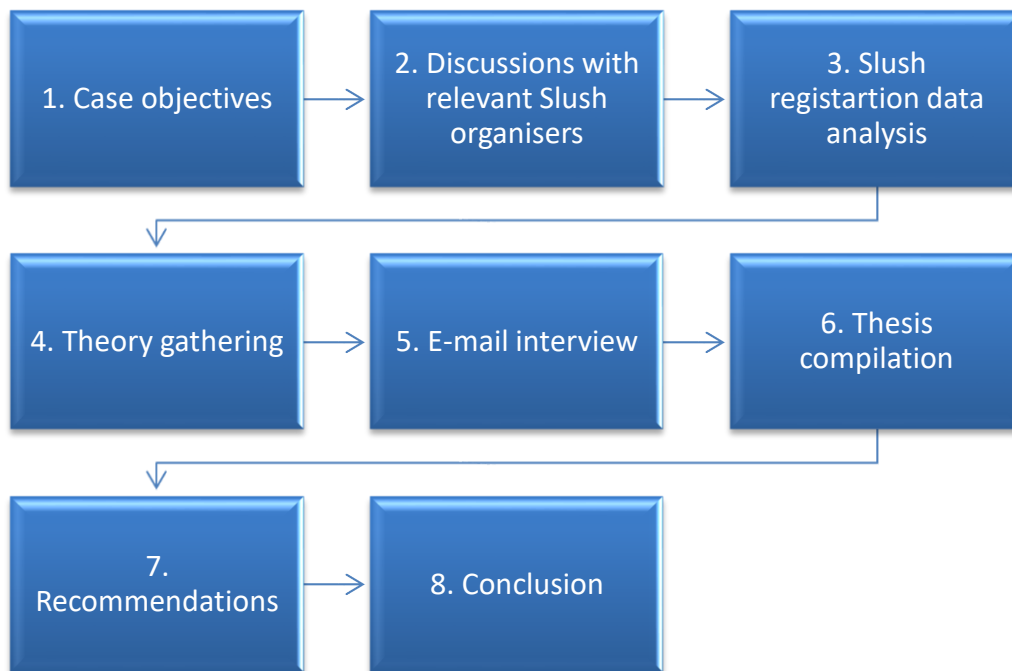 1. Case objectives
2. Discussions with
relevant Slush
organisers
3. Slush
registartion data
analysis
4. Theory gathering
5. E-mail interview
6. Thesis
compilation
7.
Recommendations
8. Conclusion